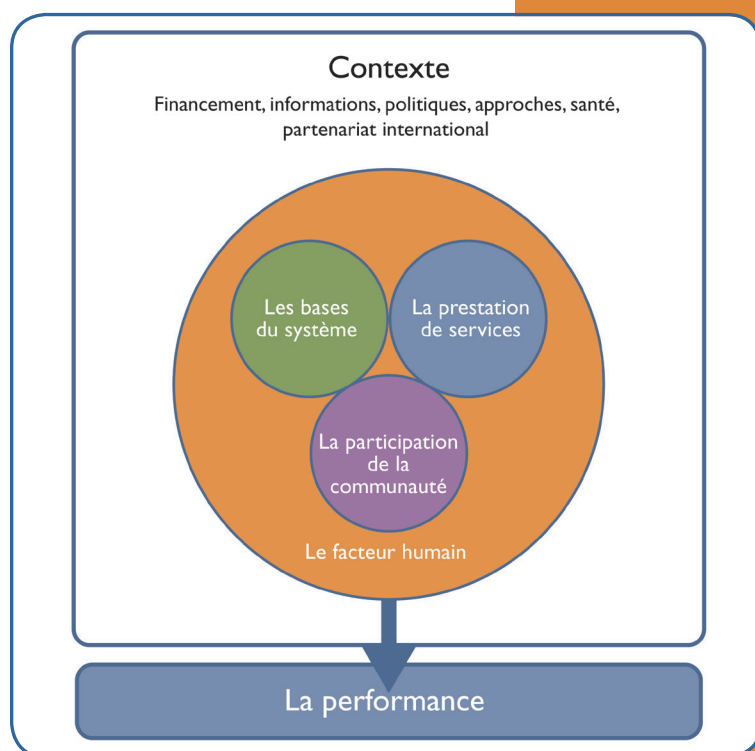 Contexte
Financement, informations, politiques, approches, santé,
partenariat international
Les bases
du système
La prestation
de services
La participation
de la
communauté
Le facteur humain
La performance